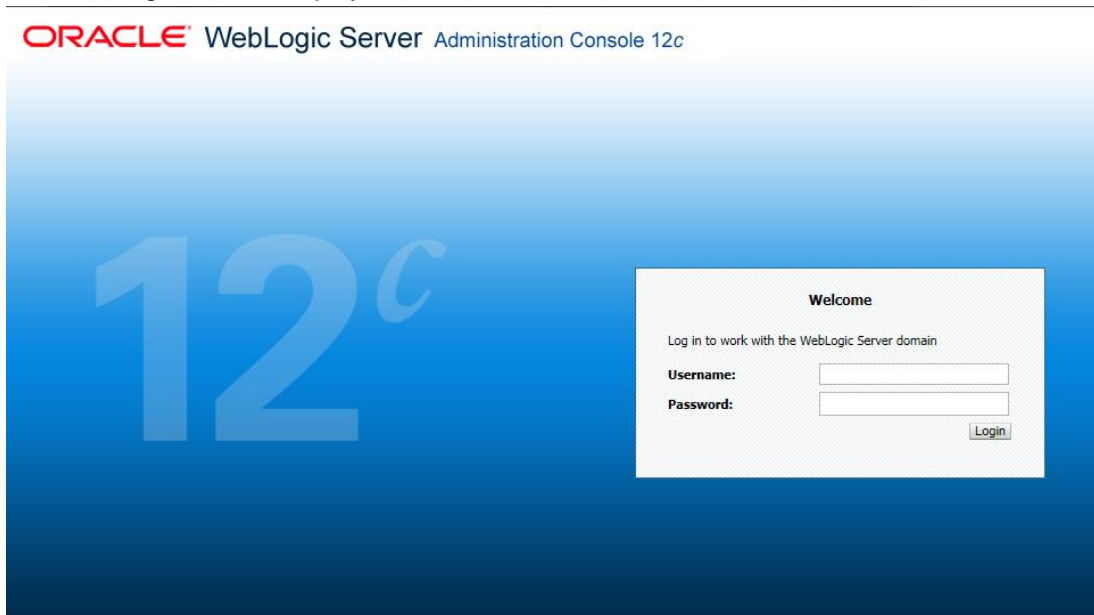 ORACLE WebLogic Server Administration Console 12c
12c
Welcome
Log in to work with the WebLogic Server domain
Username:
Password:
Login